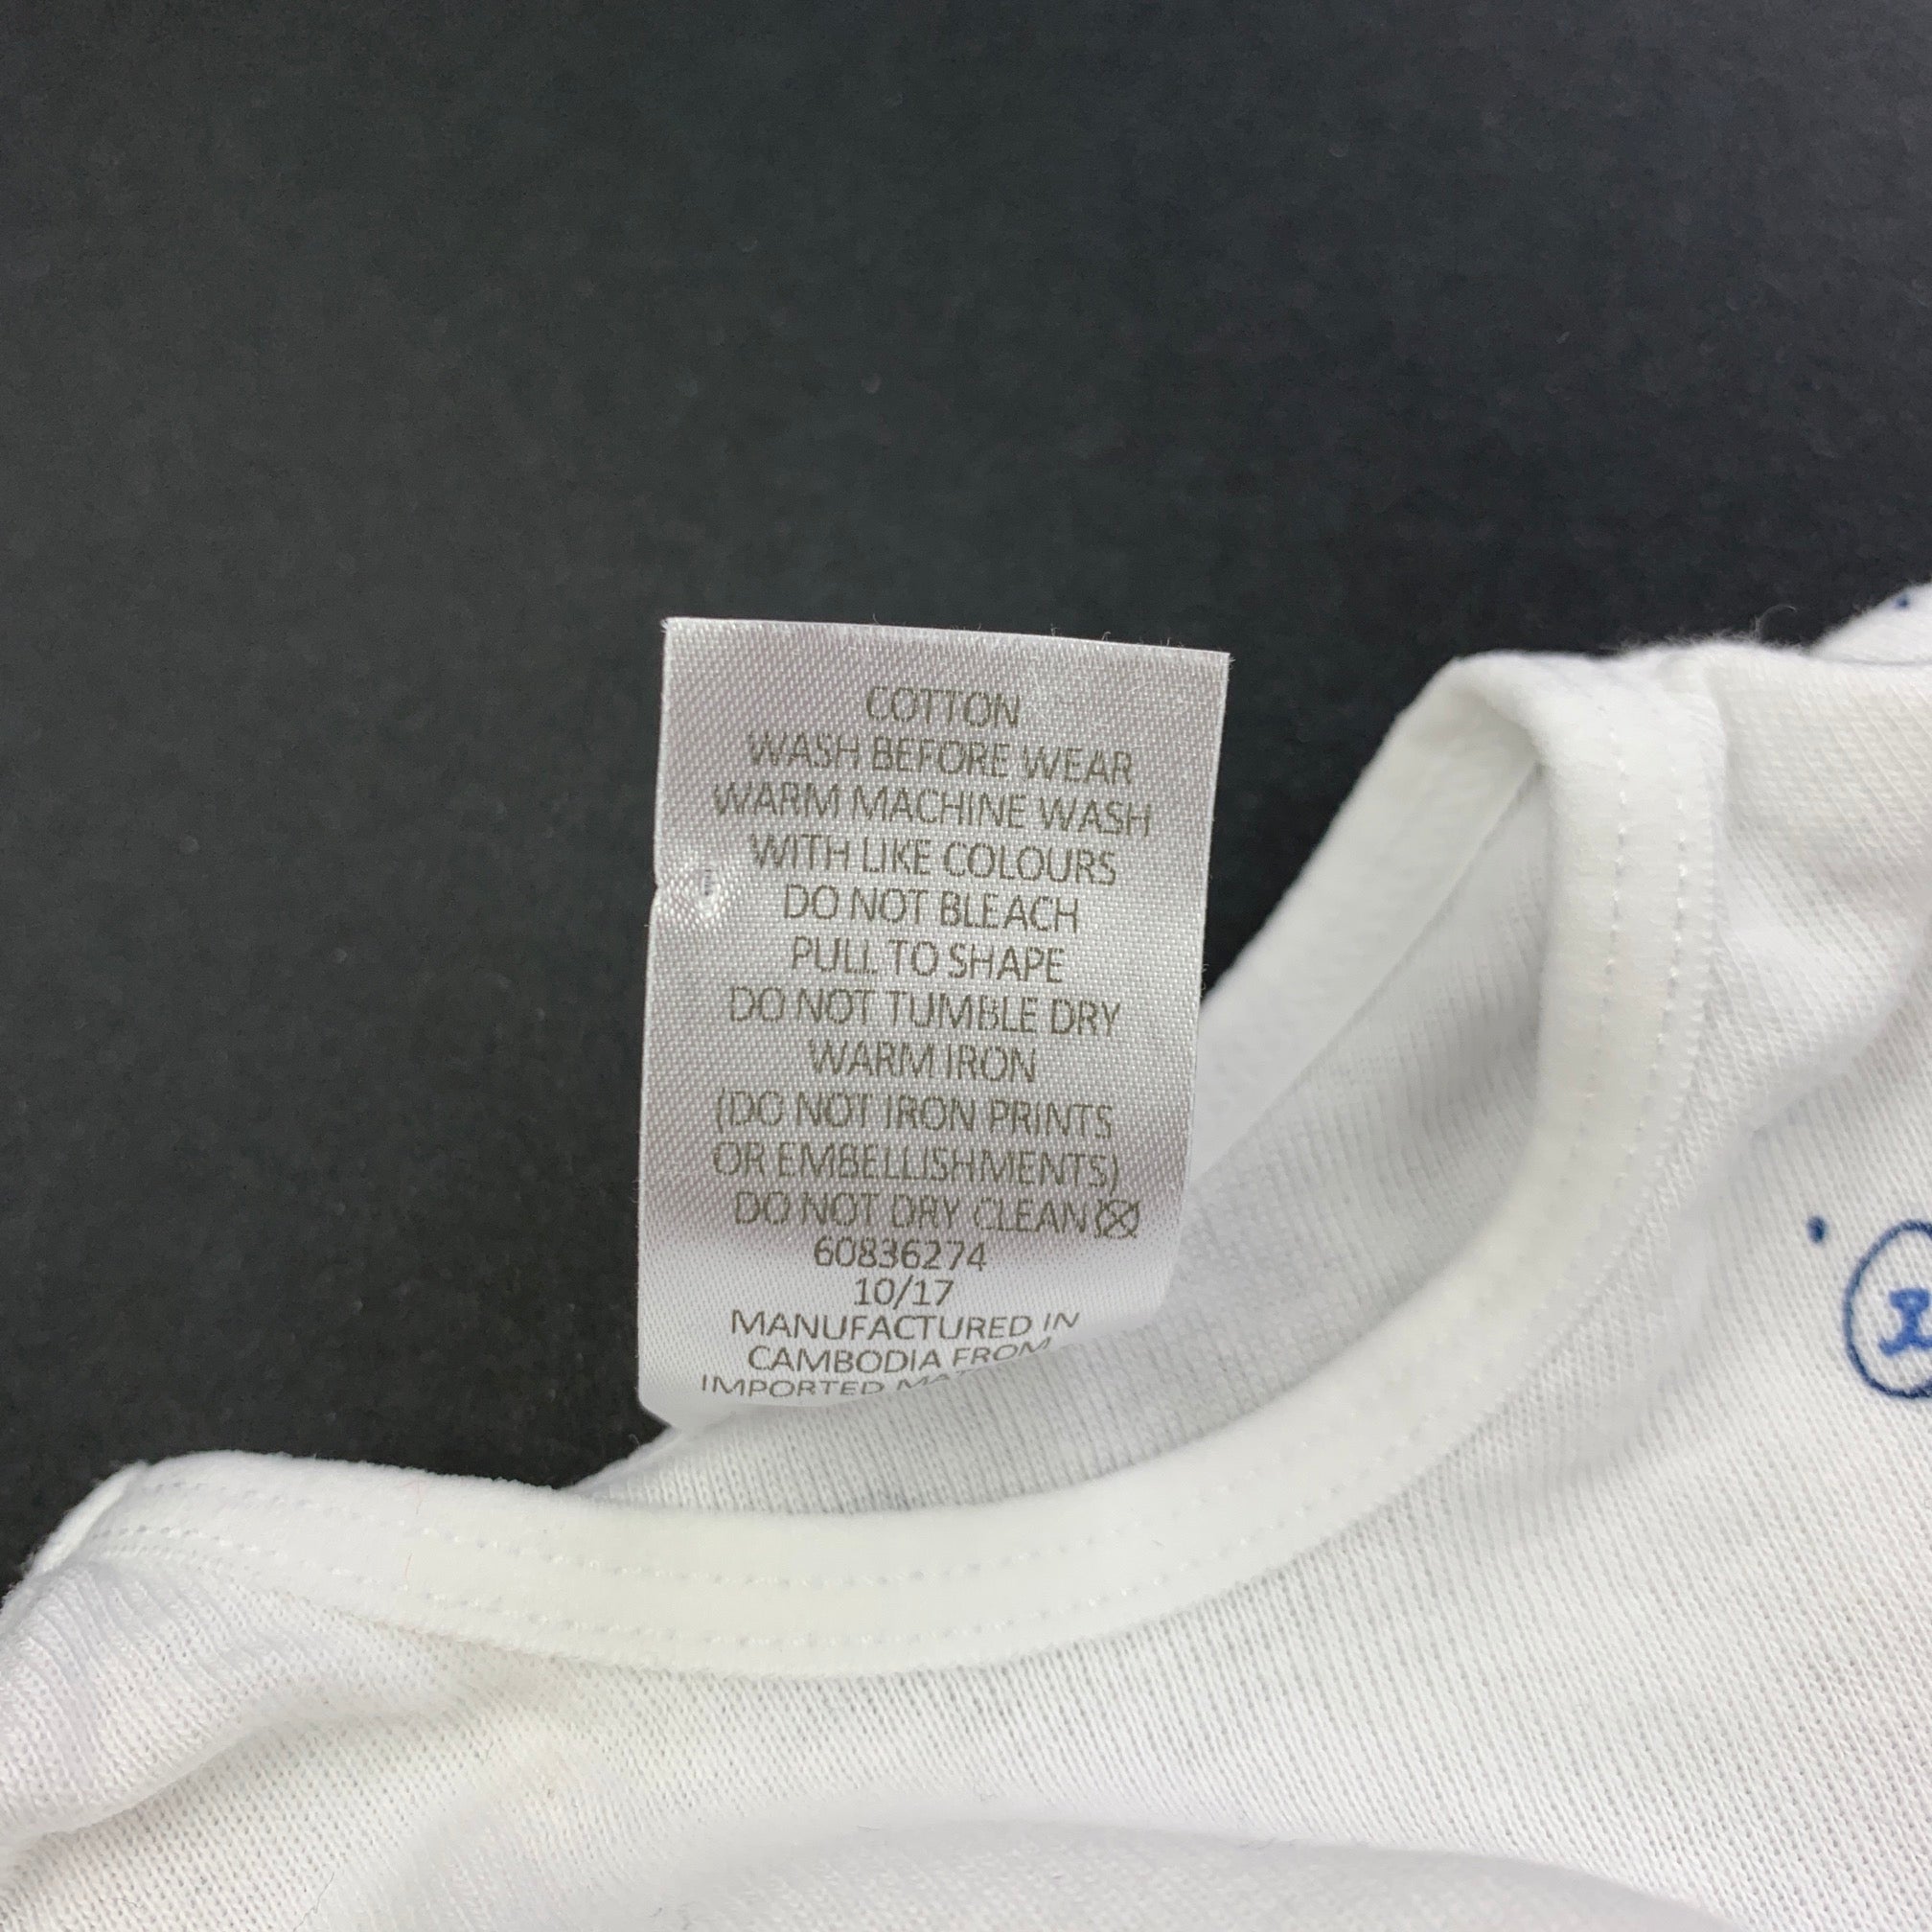 COTTON
WASH BEFORE WEAR
WARM MACHINE WASH
WITH LIKE COLOURS
DO NOT BLEACH
PULL TO SHAPE
DO NOT TUMBLE DRY
WARM IRON
(DO NOT IRON PRINTS
OR EMBELLISHMENTS)
DO NOT DRY CLEAN
60836274
10/17
MANUFACTURED IN
CAMBODIA FROM
IMPORTED